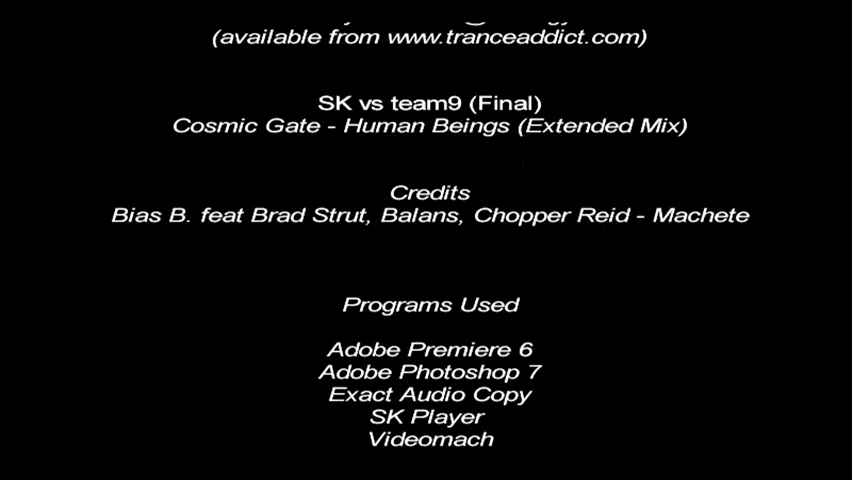 (available from www.tranceaddict.com)
SK vs team9 (Final)
Cosmic Gate - Human Beings (Extended Mix)
Credits
Bias B. feat Brad Strut, Balans, Chopper Reid - Machete
Programs Used
Adobe Premiere 6
Adobe Photoshop 7
Exact Audio Copy
SK Player
Videomach